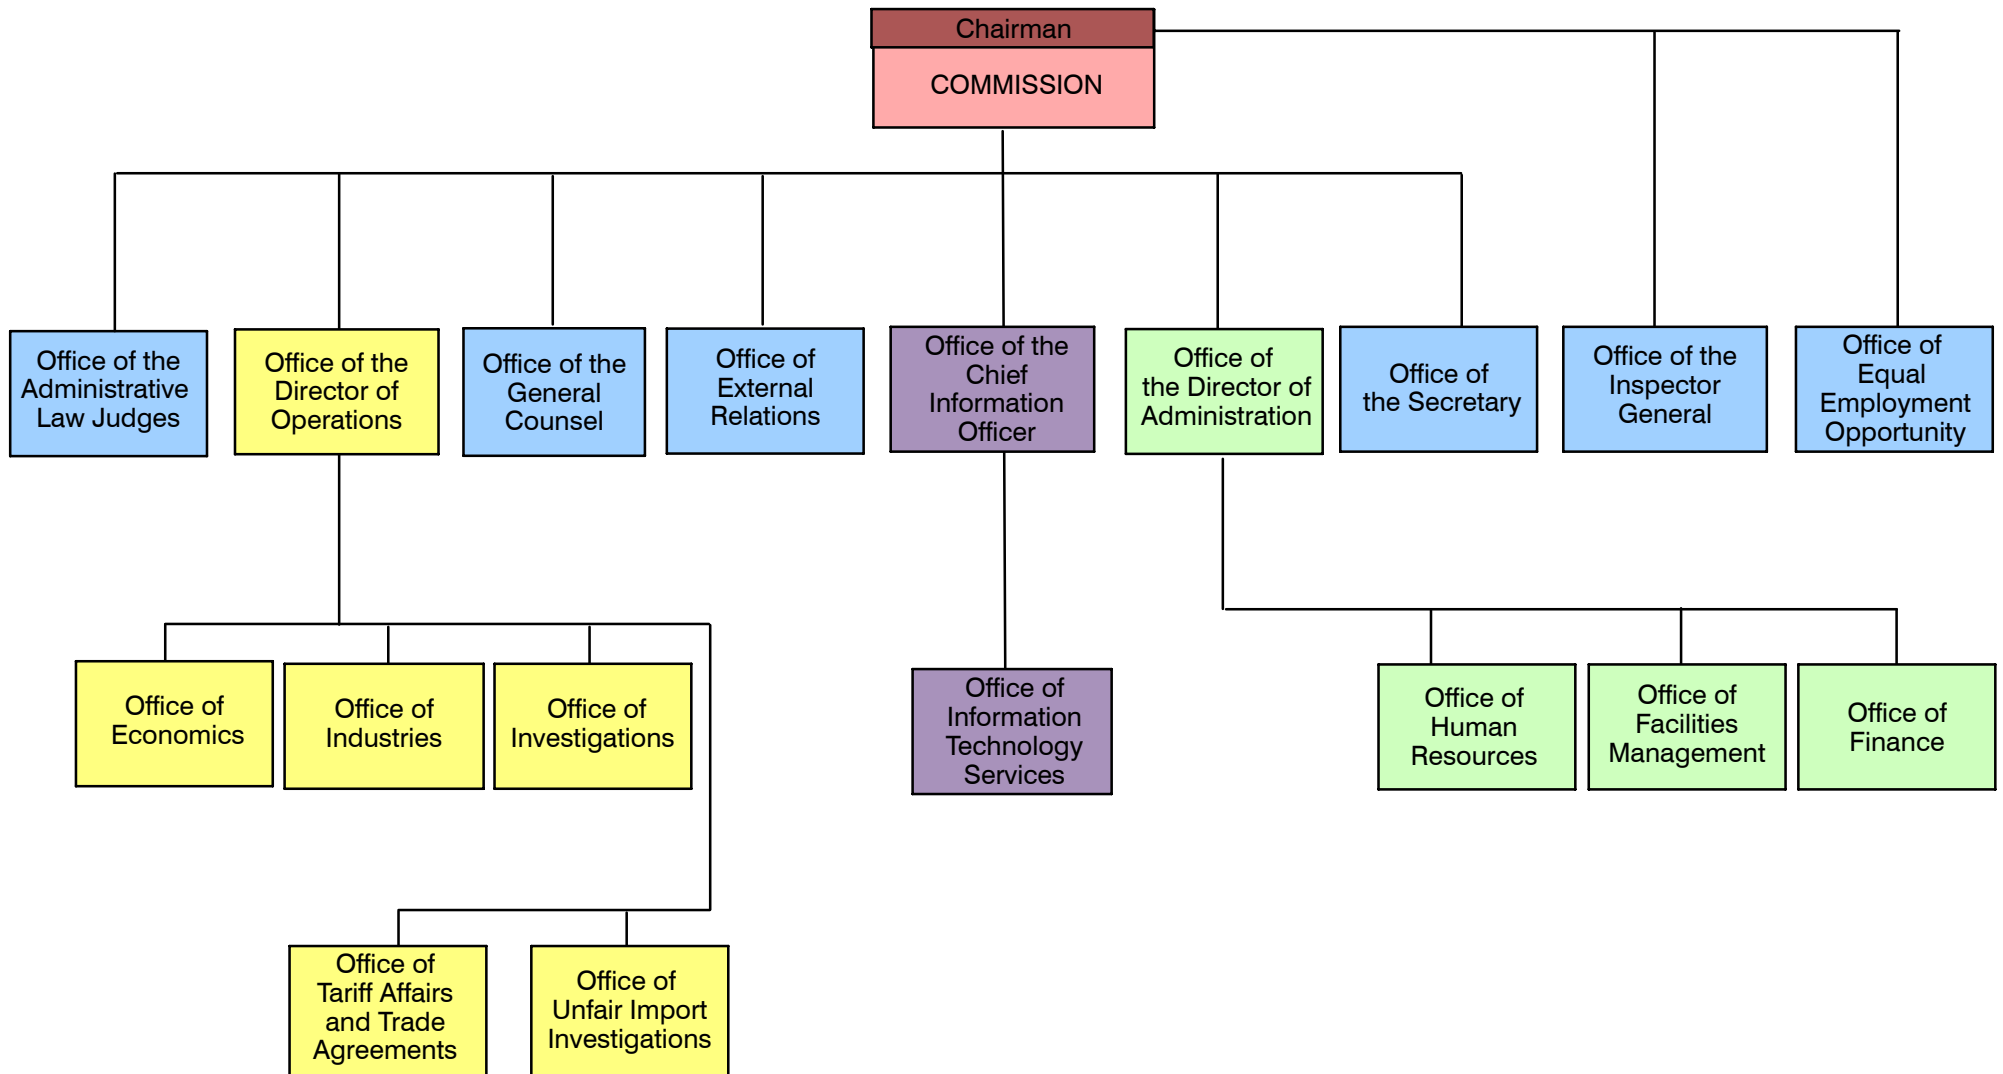 Chairman
COMMISSION
Office of the
Administrative
Law Judges
Office of the
Director of
Operations
Office of the
General
Counsel
Office of
External
Relations
Office of the
Chief
Information
Officer
Office of
the Director of
Administration
Office of
the Secretary
Office of the
Inspector
General
Office of
Equal
Employment
Opportunity
Office of
Economics
Office of
Industries
Office of
Investigations
Office of
Information
Technology
Services
Office of
Human
Resources
Office of
Facilities
Management
Office of
Finance
Office of
Tariff Affairs
and Trade
Agreements
Office of
Unfair Import
Investigations